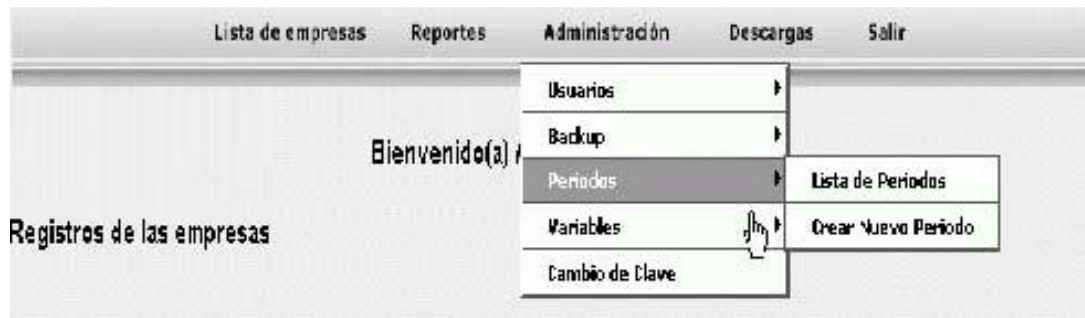 Lista de empresas Reportes Administración Descargas Salir
Usuarios
Backup
Bienvenido(a)
Periodos
Lista de Periodos
Registros de las empresas
Variables
Crear Nuevo Periodo
Cambio de Clave